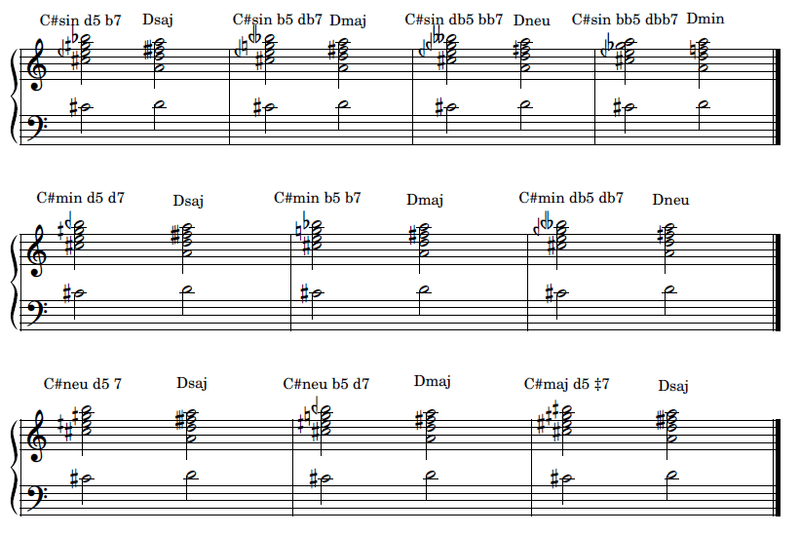 C#sin d5 b7 Dsaj C#sin b5 db7 Dmaj C#sin db5 bb7 Dneu C#sin bb5 dbb7 Dmin
C#min d5 d7 Dsaj C#min b5 b7 Dmaj C#min db5 db7 Dneu
C#neu d5 7 Dsaj C#neu b5 d7 Dmaj C#maj d5 ‡7 Dsaj